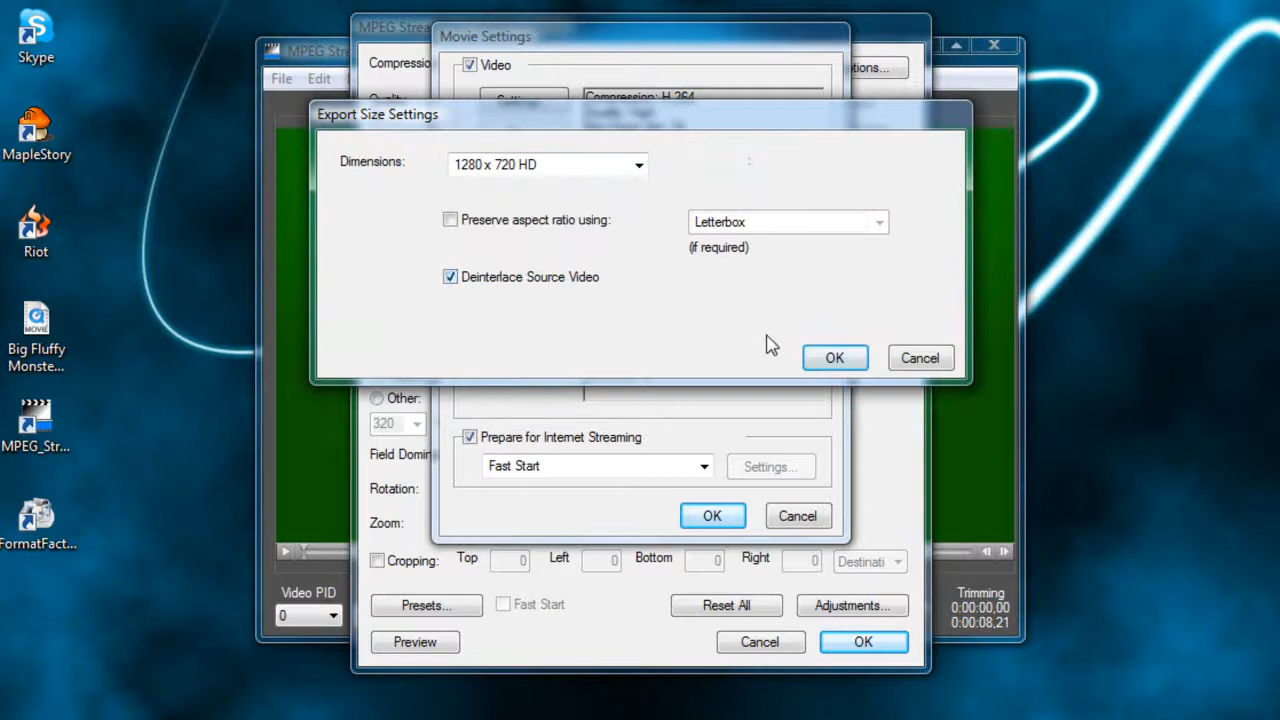 Skype
MapleStory
Riot
Big Fluffy
Monste...
MPEG_Str...
FormatFact...
MPEG
File
Edit
MPEG Strea
Movie Settings
Video
Compression: H.264
Export Size Settings
Dimensions:
1280 x 720 HD
:
Preserve aspect ratio using:
Letterbox
(if required)
Deinterlace Source Video
OK
Cancel
Other:
320
Prepare for Internet Streaming
Fast Start
Settings...
Field Domin
Rotation:
OK
Cancel
Zoom:
Cropping:
Top
0
Left
0
Bottom
0
Right
0
Destinati
Video PID
0
Trimming
0:00:00,00
0:00:08,21
Presets...
Fast Start
Reset All
Adjustments...
Preview
Cancel
OK